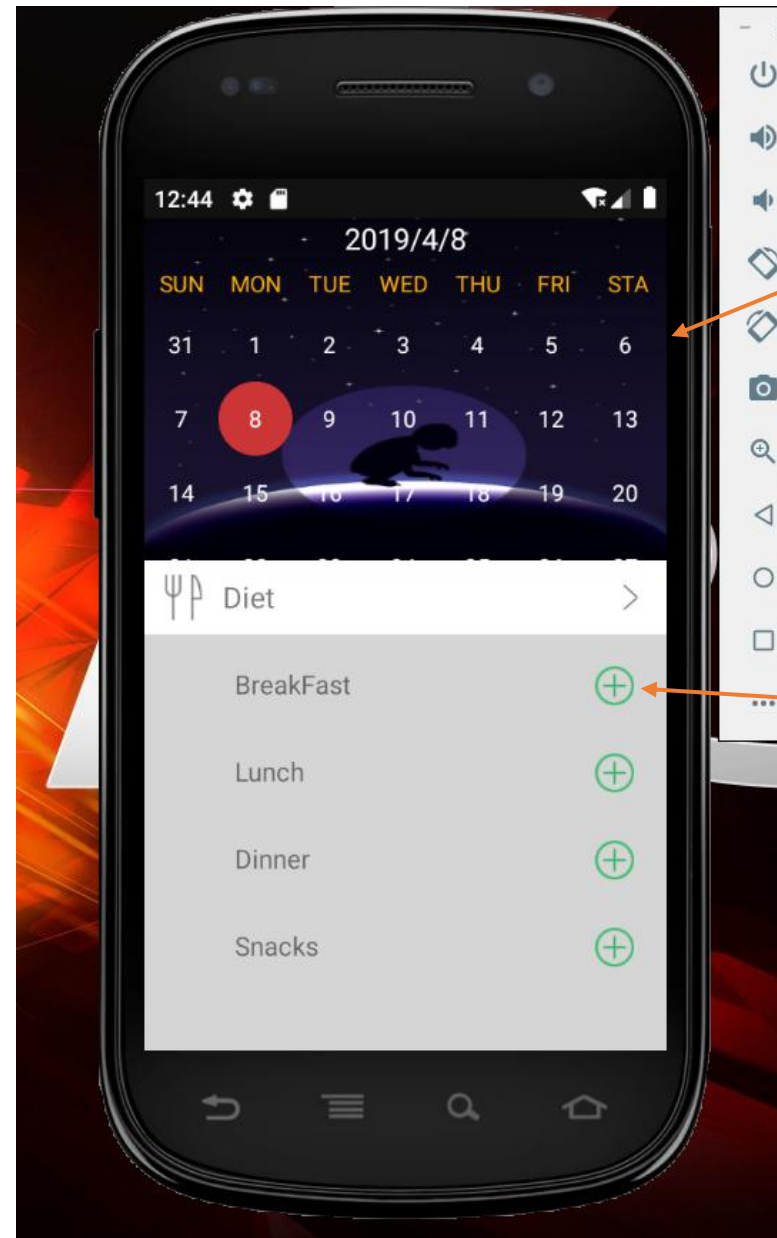 12:44
2019/4/8
SUN MON TUE WED THU FRI STA
31 1 2 3 4 5 6
7 8 9 10 11 12 13
14 15 16 17 18 19 20
Diet
BreakFast
Lunch
Dinner
Snacks